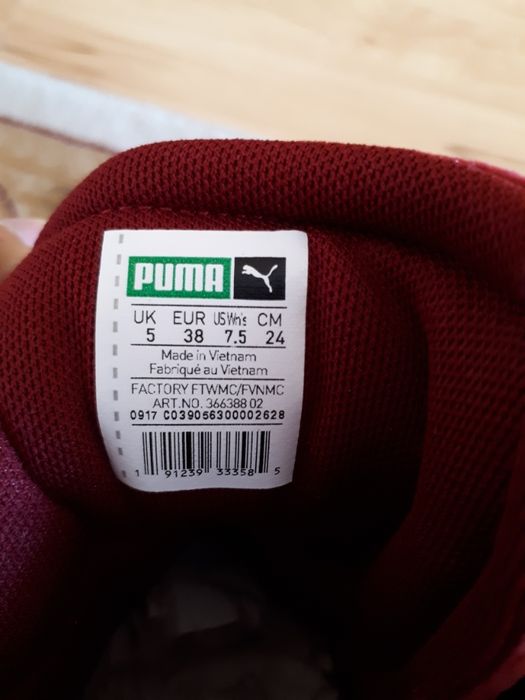 PUMA
UK EUR US Wn's CM
5 38 7.5 24
Made in Vietnam
Fabriqué au Vietnam
FACTORY FTWMC/FVNMC
ART.NO. 366388 02
0917 C039056300002628
1 91239 33358 5